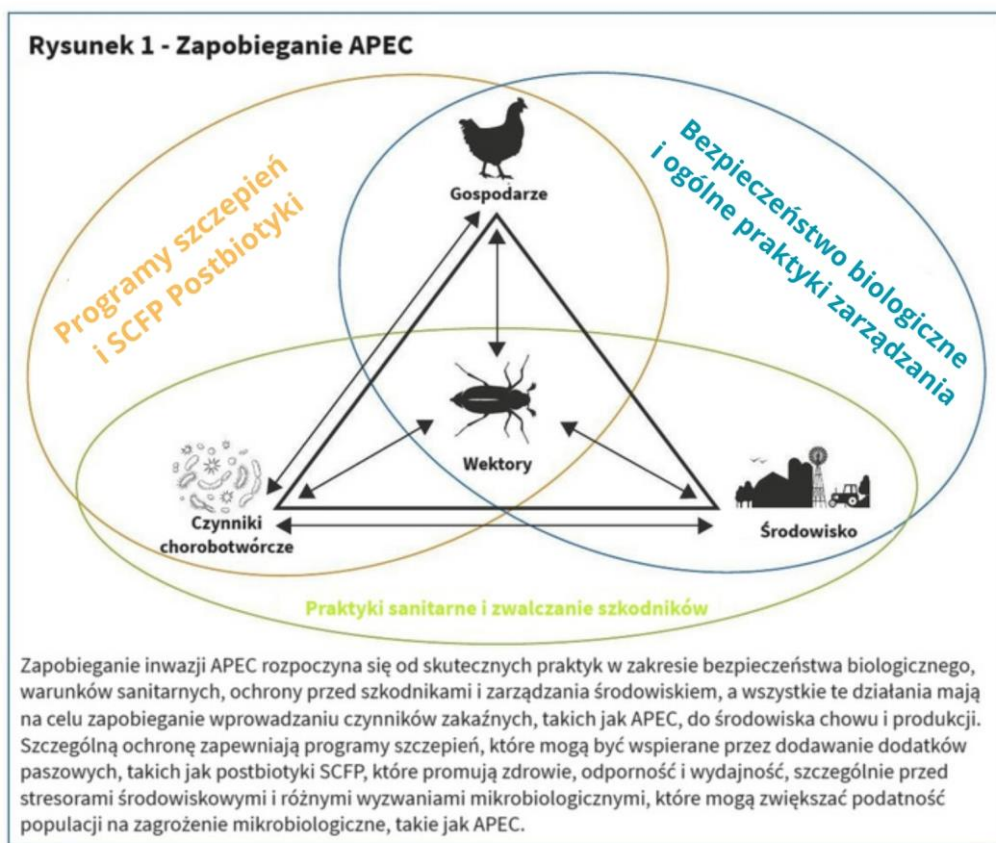 Rysunek 1 - Zapobieganie APEC
Programy szczepień
i SCFP Postbiotyki
Bezpieczeństwo biologiczne
i ogólne praktyki zarządzania
Gospodarze
Wektory
Czynniki
chorobotwórcze
Środowisko
Praktyki sanitarne i zwalczanie szkodników
Zapobieganie inwazji APEC rozpoczyna się od skutecznych praktyk w zakresie bezpieczeństwa biologicznego,
warunków sanitarnych, ochrony przed szkodnikami i zarządzania środowiskiem, a wszystkie te działania mają
na celu zapobieganie wprowadzaniu czynników zakaźnych, takich jak APEC, do środowiska chowu i produkcji.
Szczególną ochronę zapewniają programy szczepień, które mogą być wspierane przez dodawanie dodatków
paszowych, takich jak postbiotyki SCFP, które promują zdrowie, odporność i wydajność, szczególnie przed
stresorami środowiskowymi i różnymi wyzwaniami mikrobiologicznymi, które mogą zwiększać podatność
populacji na zagrożenie mikrobiologiczne, takie jak APEC.